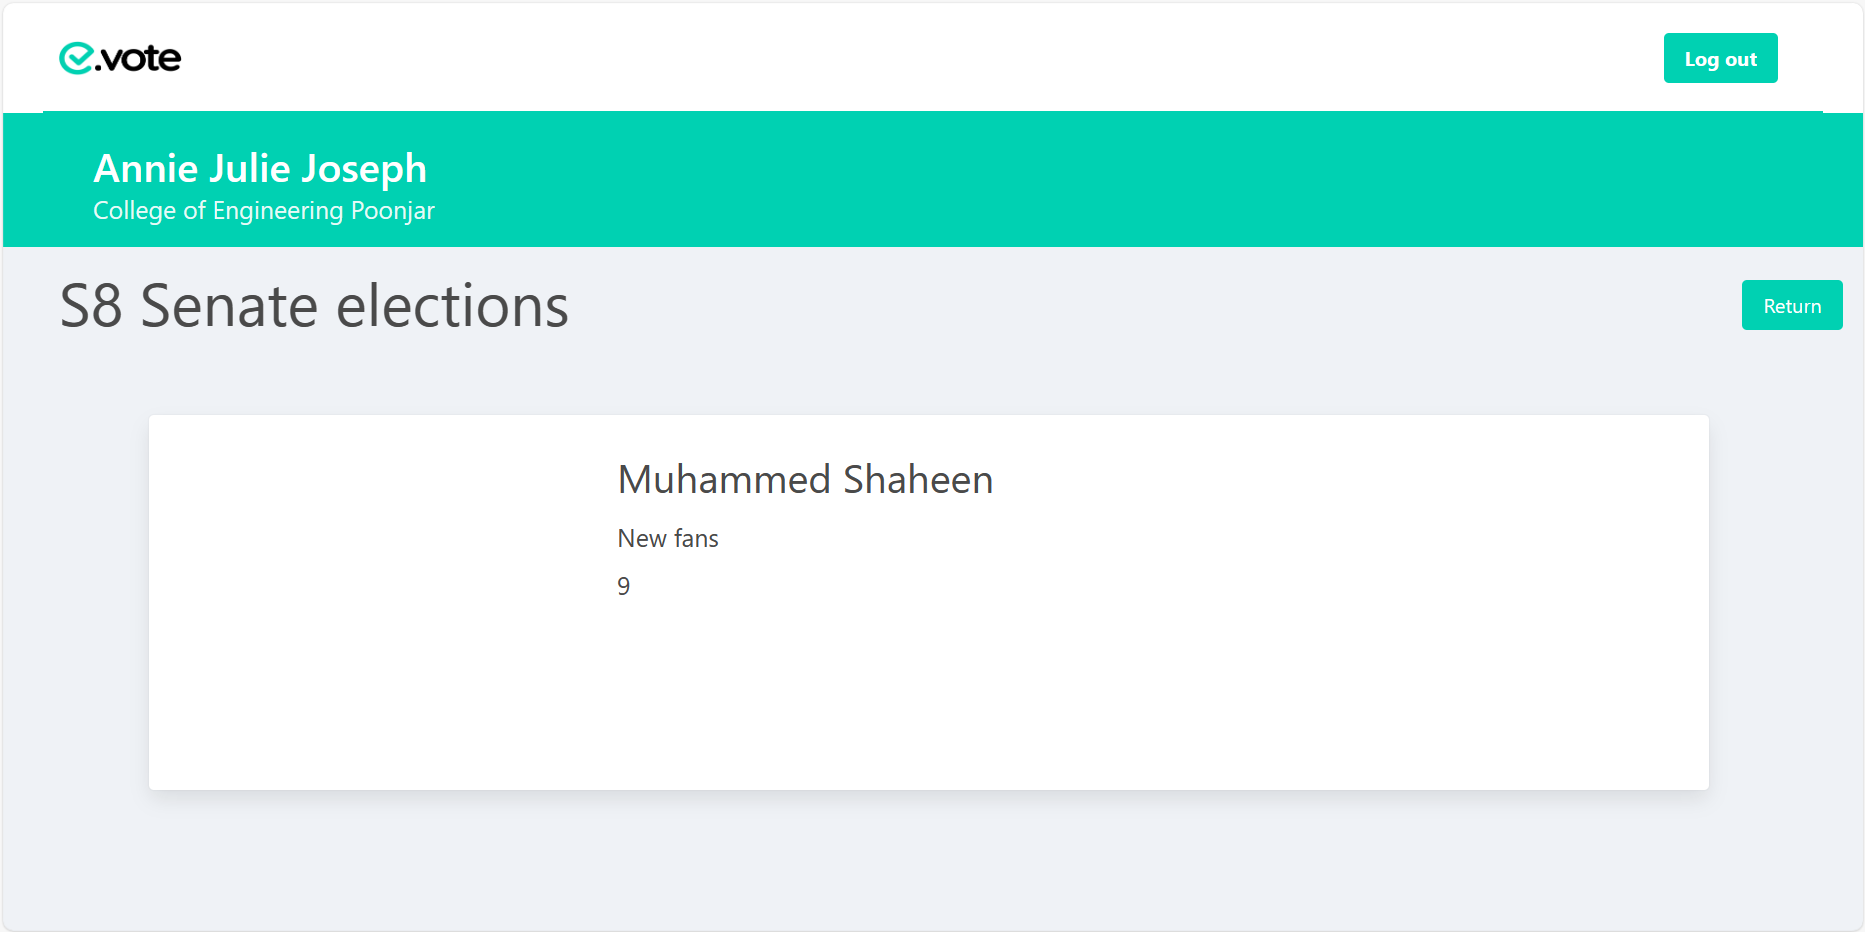 e.vote
Log out
Annie Julie Joseph
College of Engineering Poonjar
S8 Senate elections
Return
Muhammed Shaheen
New fans
9